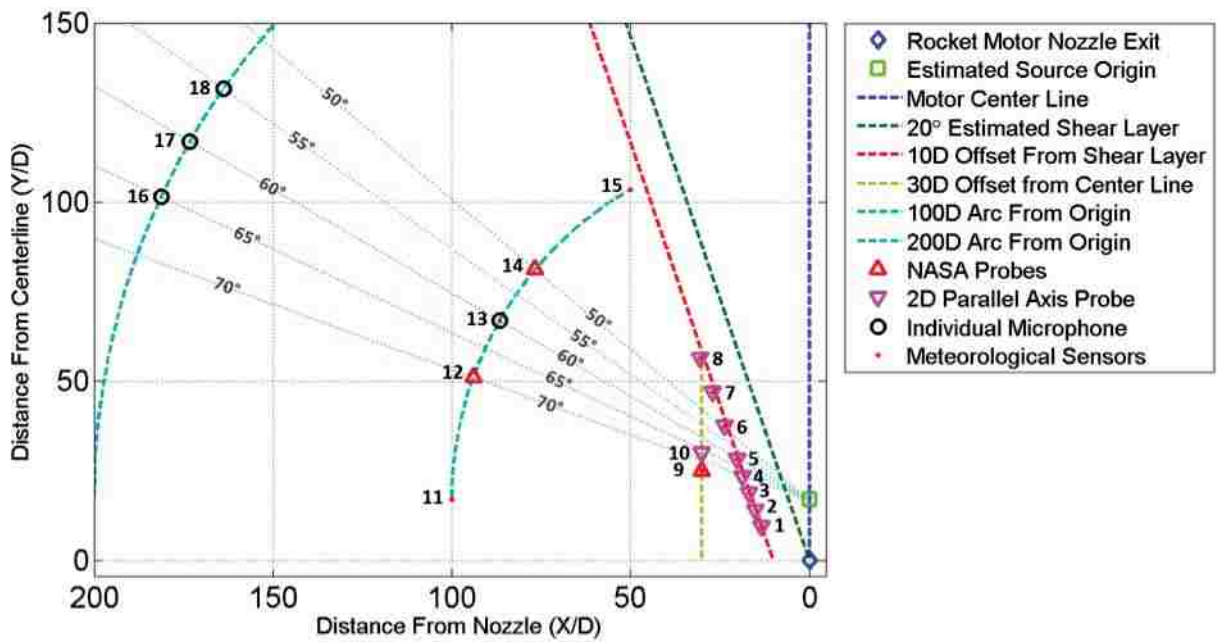 150
100
50
0
200
150
100
50
0
Distance From Centerline (Y/D)
Distance From Nozzle (X/D)
50°
55°
60°
65°
70°
50°
55°
60°
65°
70°
18
17
16
15
14
13
12
11
10
9
8
7
6
5
4
3
2
1
Rocket Motor Nozzle Exit
Estimated Source Origin
Motor Center Line
20° Estimated Shear Layer
10D Offset From Shear Layer
30D Offset from Center Line
100D Arc From Origin
200D Arc From Origin
NASA Probes
2D Parallel Axis Probe
Individual Microphone
Meteorological Sensors